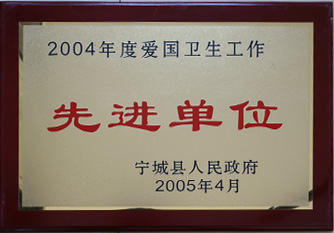 2004年度爱国卫生工作
先进单位
宁城县人民政府
2005年4月